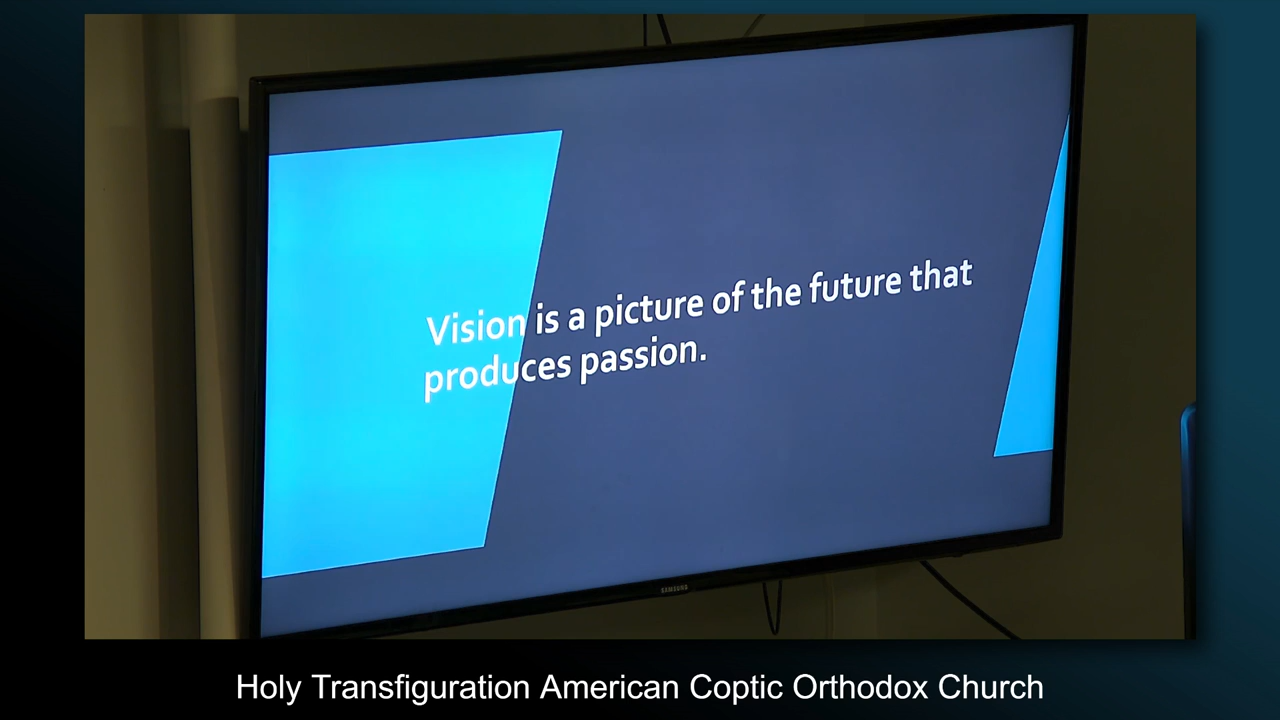 Vision is a picture of the future that
produces passion.
SAMSUNG
Holy Transfiguration American Coptic Orthodox Church